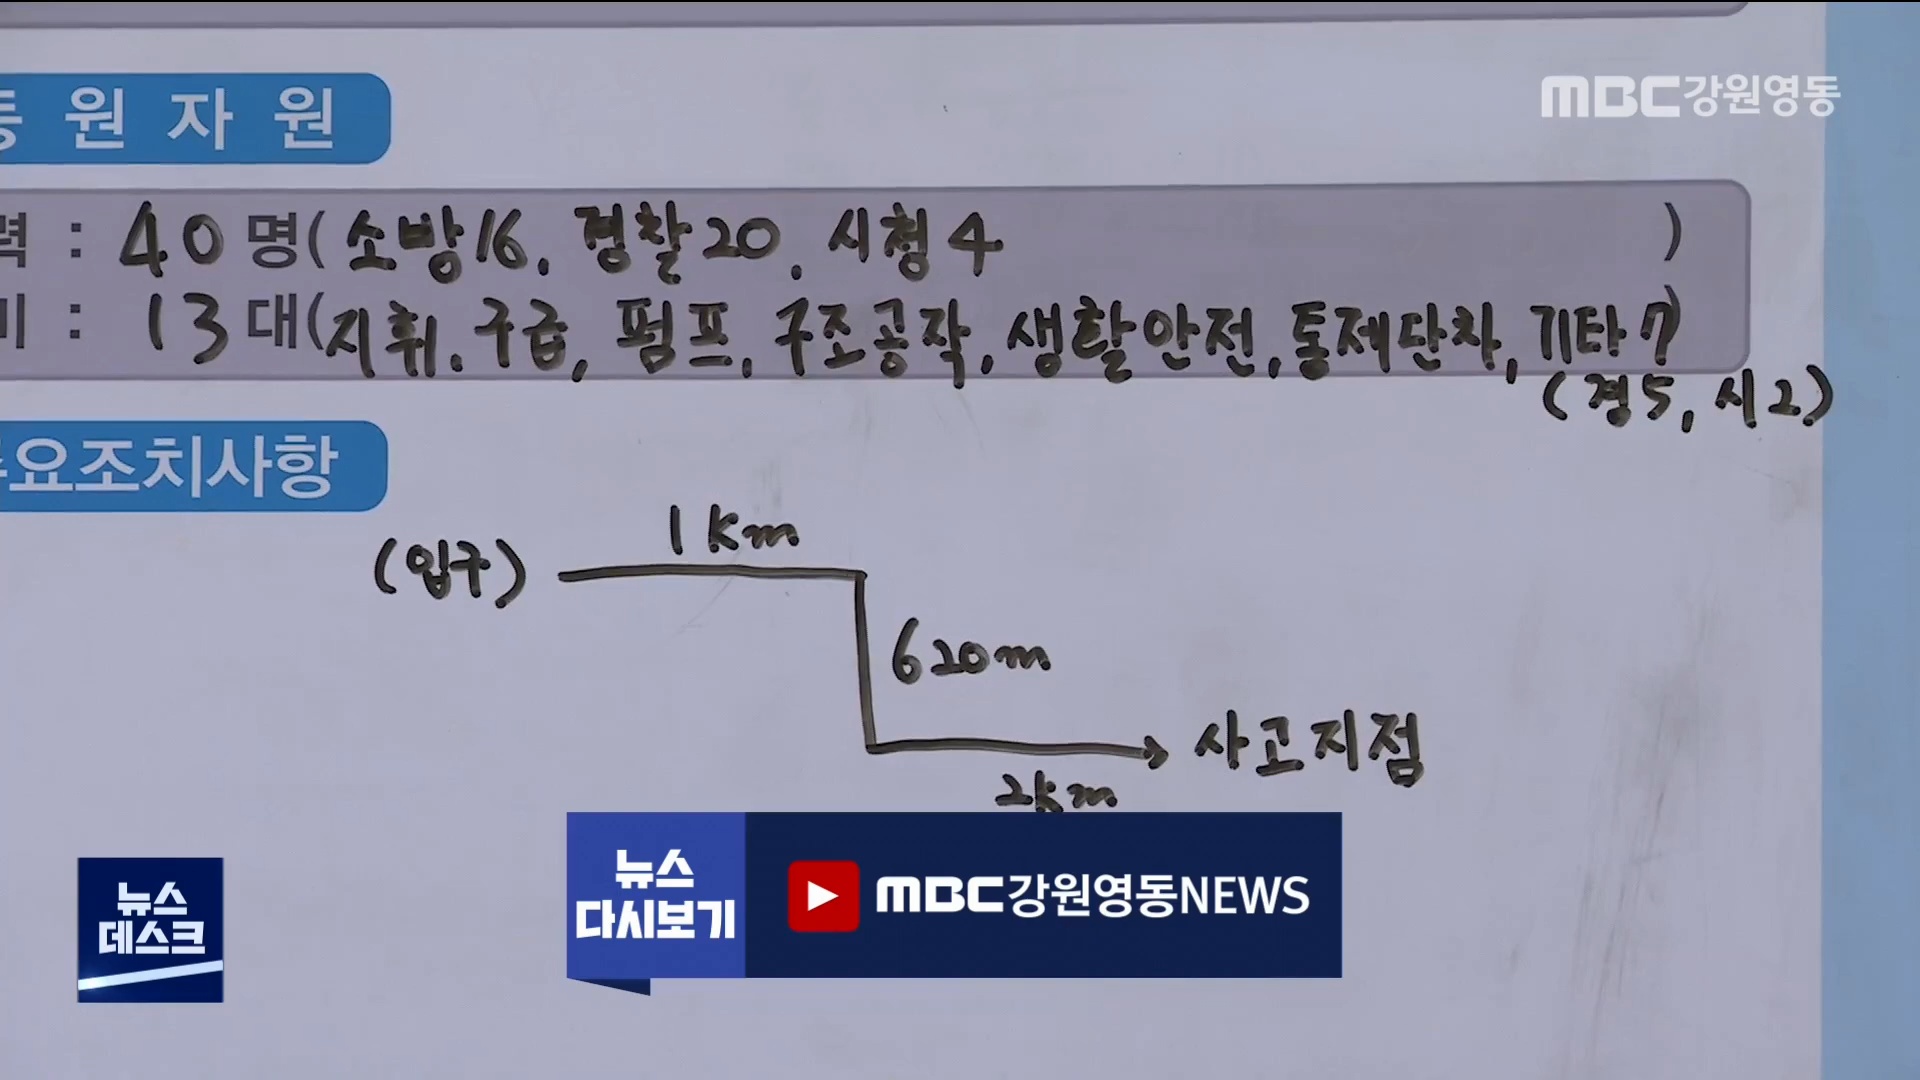 MBC강원영동
동 원 자 원
력 : 40명(소방16, 경찰20, 시청4 )
비 : 13대(지휘, 구급, 펌프, 구조공작, 생활안전, 통제단차, 기타7)
(경5, 시2)
주요조치사항
(입구)
1km
620m
사고지점
2km
뉴스
다시보기
MBC강원영동NEWS
뉴스
데스크